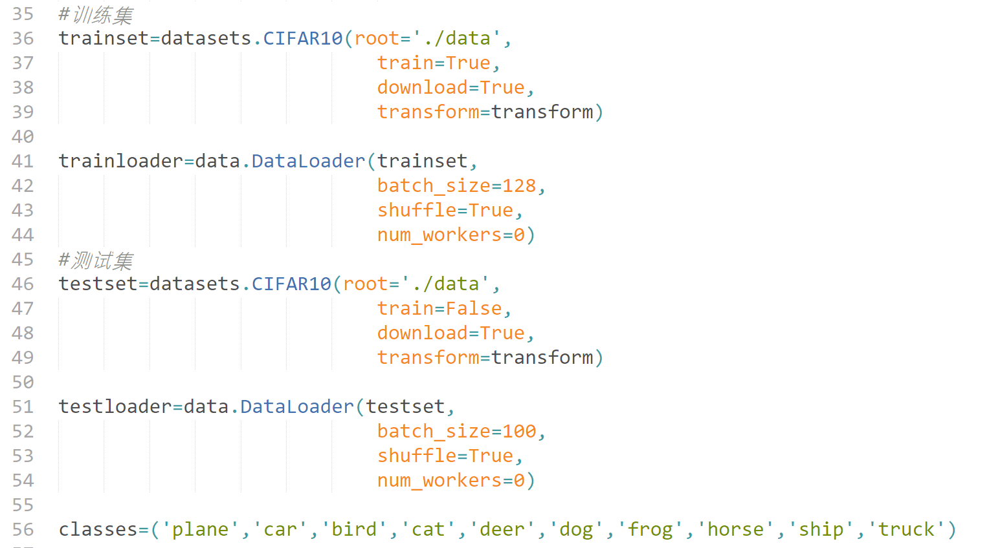 35 #训练集
36 trainset=datasets.CIFAR10(root='./data',
37 train=True,
38 download=True,
39 transform=transform)
40
41 trainloader=data.DataLoader(trainset,
42 batch_size=128,
43 shuffle=True,
44 num_workers=0)
45 #测试集
46 testset=datasets.CIFAR10(root='./data',
47 train=False,
48 download=True,
49 transform=transform)
50
51 testloader=data.DataLoader(testset,
52 batch_size=100,
53 shuffle=True,
54 num_workers=0)
55
56 classes=('plane','car','bird','cat','deer','dog','frog','horse','ship','truck')